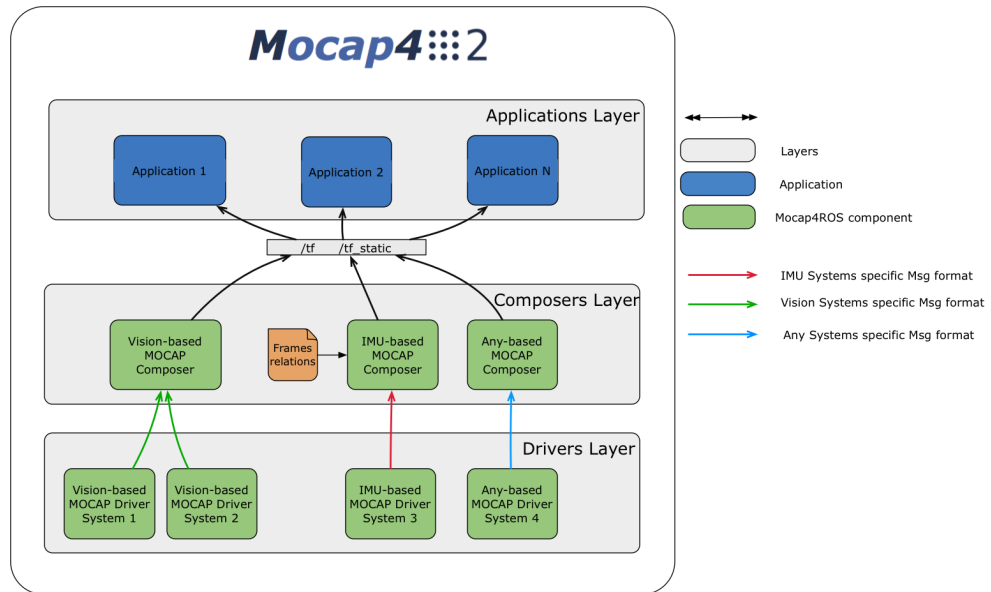 Mocap4 2
Applications Layer
Application 1
Application 2
Application N
/tf /tf_static
Composers Layer
Vision-based
MOCAP
Composer
Frames
relations
IMU-based
MOCAP
Composer
Any-based
MOCAP
Composer
Drivers Layer
Vision-based
MOCAP Driver
System 1
Vision-based
MOCAP Driver
System 2
IMU-based
MOCAP Driver
System 3
Any-based
MOCAP Driver
System 4
Layers
Application
Mocap4ROS component
IMU Systems specific Msg format
Vision Systems specific Msg format
Any Systems specific Msg format